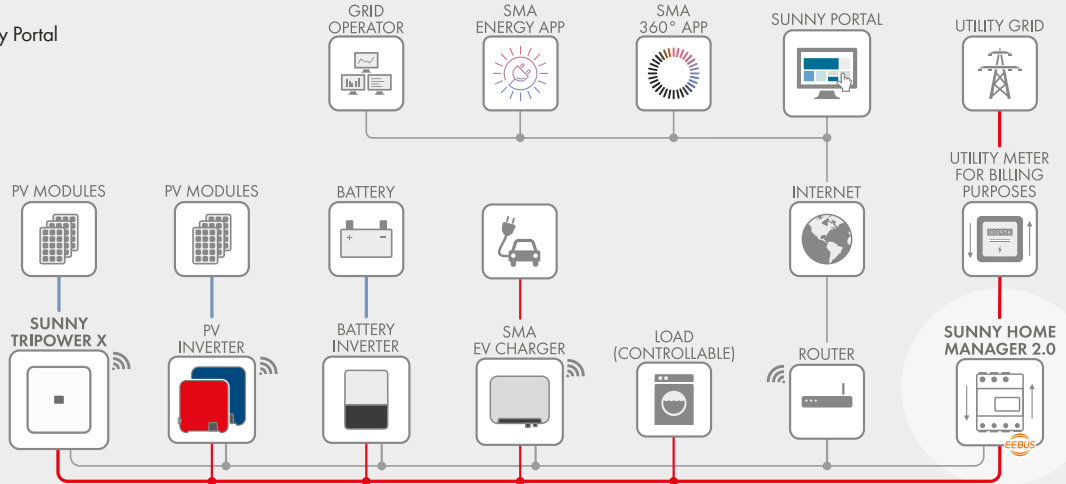 y Portal
GRID
OPERATOR
SMA
ENERGY APP
SMA
360° APP
SUNNY PORTAL
UTILITY GRID
PV MODULES
PV MODULES
BATTERY
INTERNET
UTILITY METER
FOR BILLING
PURPOSES
002958
SUNNY
TRIPOWER X
PV
INVERTER
BATTERY
INVERTER
SMA
EV CHARGER
LOAD
(CONTROLLABLE)
ROUTER
SUNNY HOME
MANAGER 2.0
EEBUS